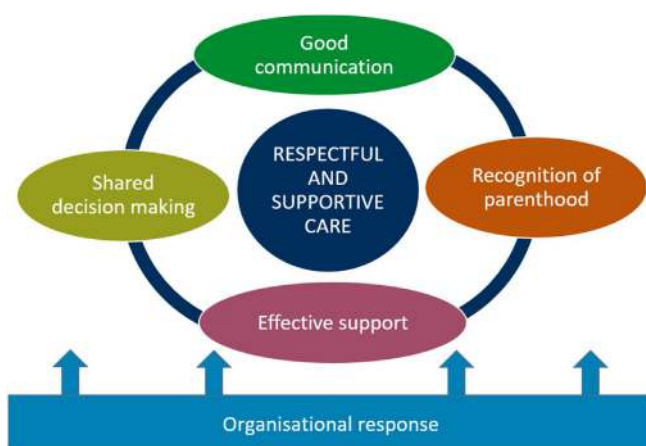 Good
communication
Shared
decision making
RESPECTFUL
AND
SUPPORTIVE
CARE
Recognition of
parenthood
Effective support
Organisational response